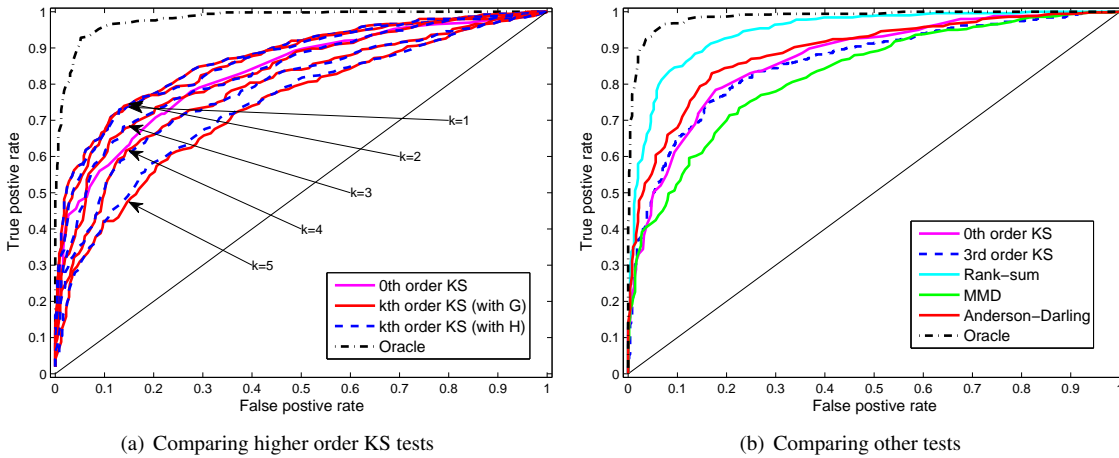 1
0.9
0.8
0.7
0.6
0.5
0.4
0.3
0.2
0.1
0
True postive rate
k=1
k=2
k=3
k=4
k=5
0th order KS
kth order KS (with G)
kth order KS (with H)
Oracle
0 0.1 0.2 0.3 0.4 0.5 0.6 0.7 0.8 0.9 1
False postive rate
(a) Comparing higher order KS tests
1
0.9
0.8
0.7
0.6
0.5
0.4
0.3
0.2
0.1
0
True postive rate
0th order KS
3rd order KS
Rank−sum
MMD
Anderson−Darling
Oracle
0 0.1 0.2 0.3 0.4 0.5 0.6 0.7 0.8 0.9 1
False postive rate
(b) Comparing other tests